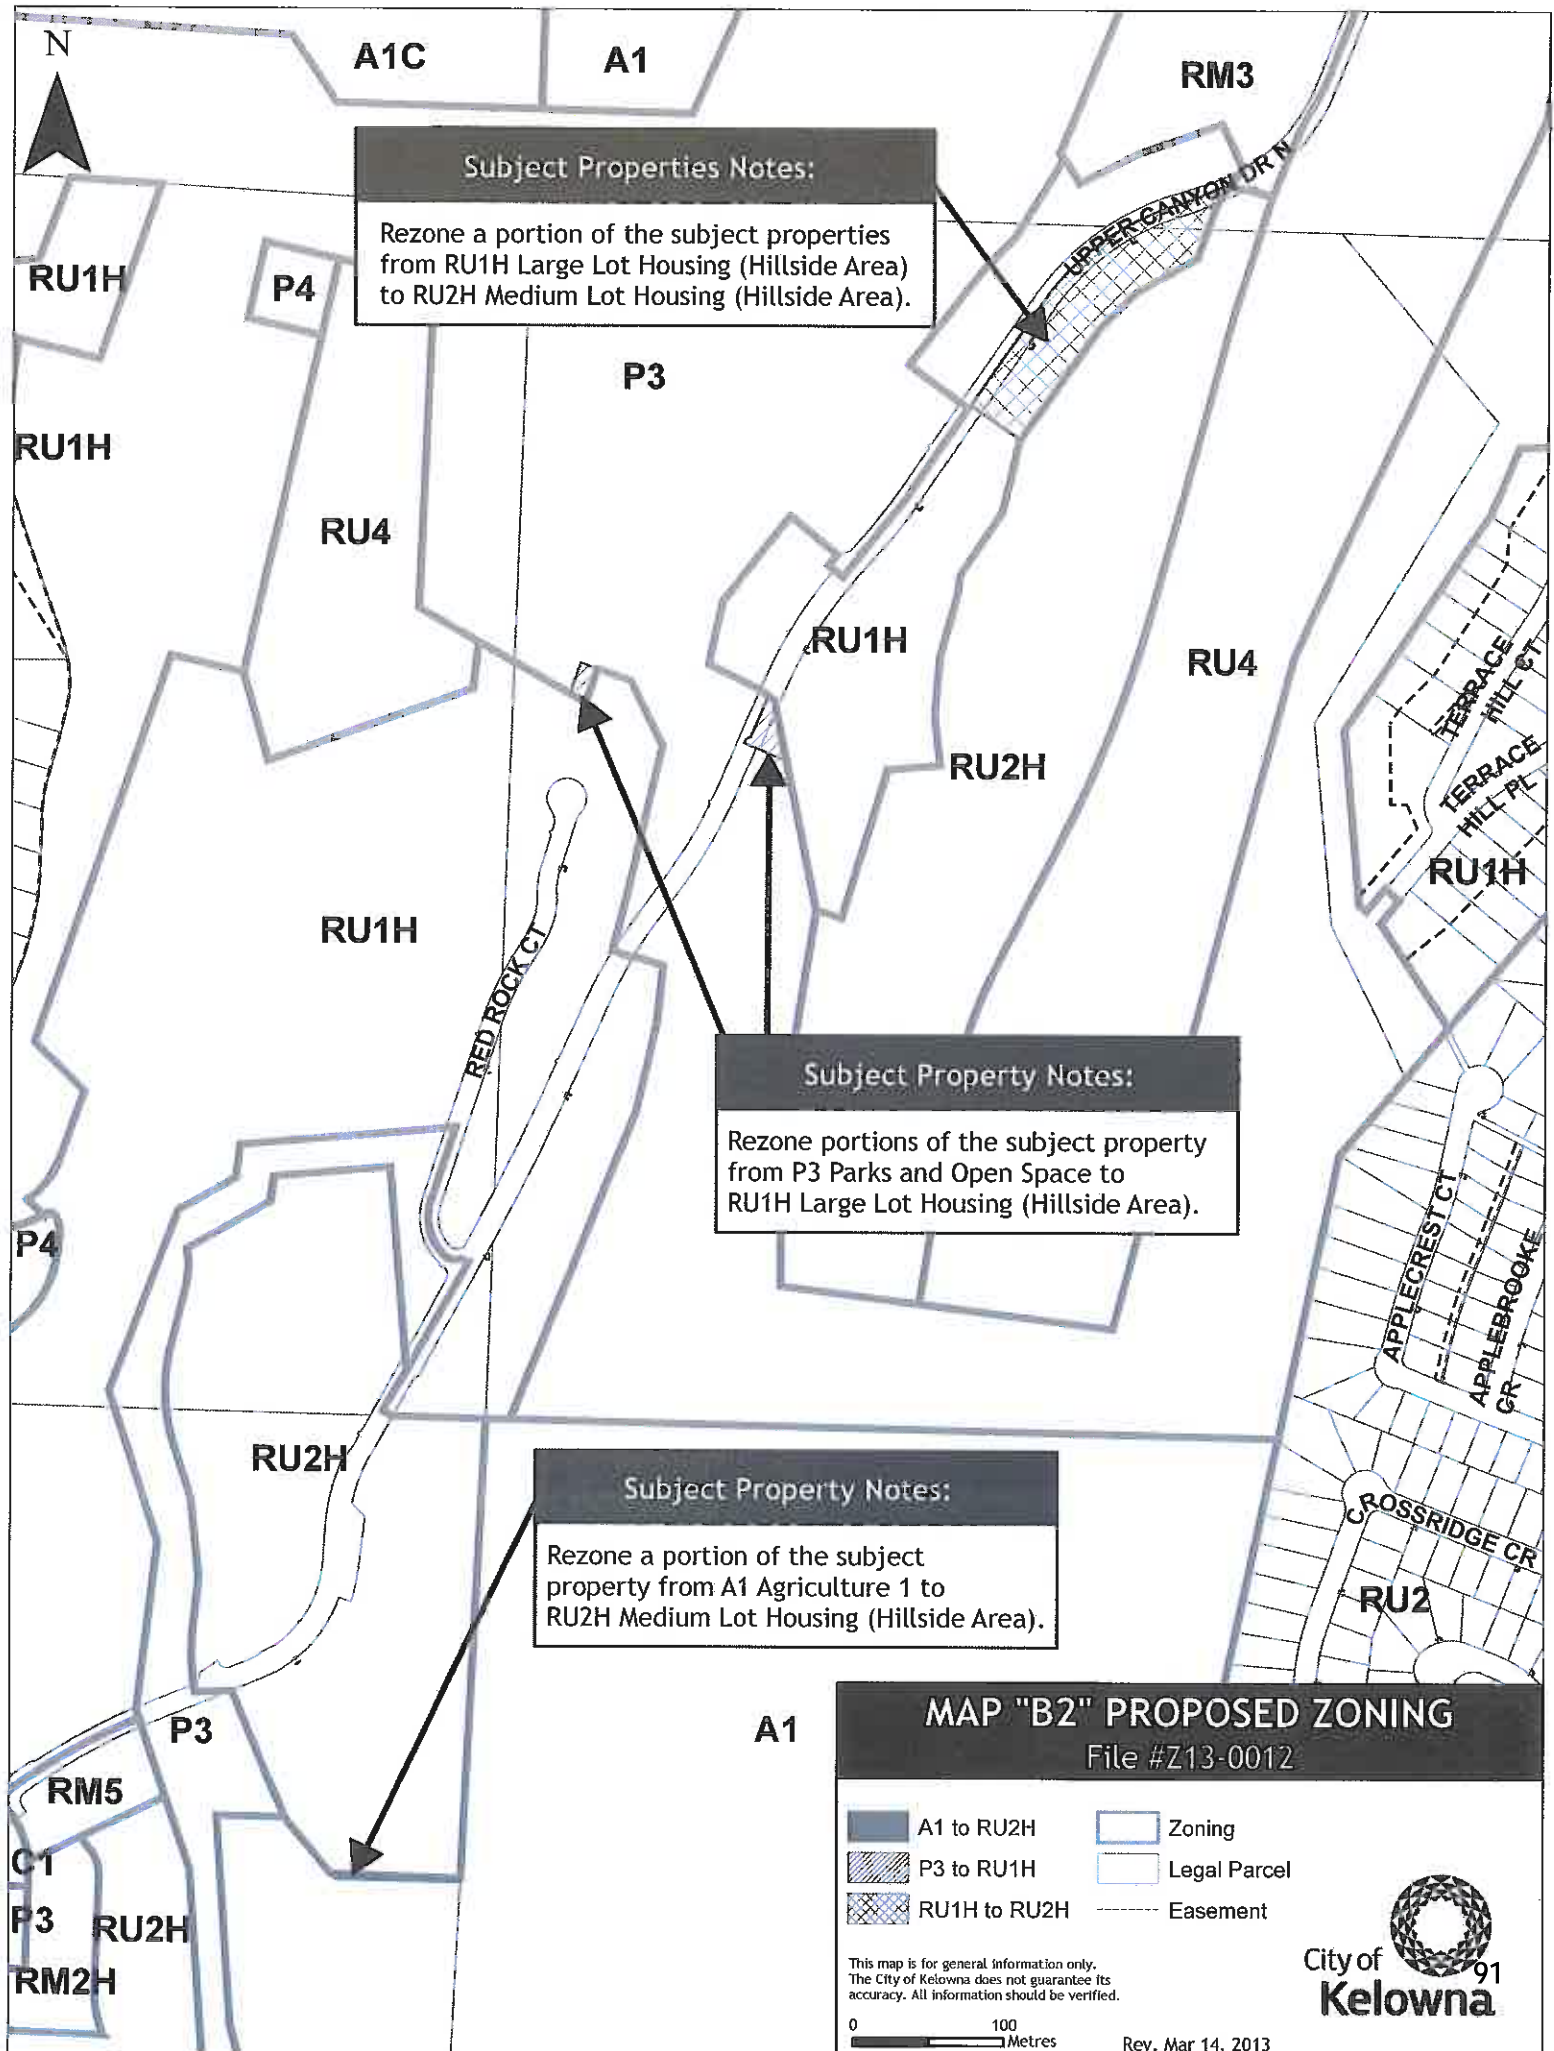 N
A1C
A1
RM3
Subject Properties Notes:
Rezone a portion of the subject properties
from RU1H Large Lot Housing (Hillside Area)
to RU2H Medium Lot Housing (Hillside Area).
UPPER CANYON DR N
RU1H
P4
P3
RU1H
RU4
RU1H
RU4
TERRACE
HILL CT
RU2H
TERRACE
HILL PL
RU1H
RU1H
RED ROCK CT
Subject Property Notes:
Rezone portions of the subject property
from P3 Parks and Open Space to
RU1H Large Lot Housing (Hillside Area).
P4
APPLECREST CT
APPLEBROOKE
CR
RU2H
Subject Property Notes:
Rezone a portion of the subject
property from A1 Agriculture 1 to
RU2H Medium Lot Housing (Hillside Area).
CROSSRIDGE CR
RU2
P3
A1
RM5
C1
P3
RU2H
RM2H
MAP "B2" PROPOSED ZONING
File #Z13-0012
A1 to RU2H
Zoning
P3 to RU1H
Legal Parcel
RU1H to RU2H
Easement
This map is for general information only.
The City of Kelowna does not guarantee its
accuracy. All information should be verified.
0 100
Metres
Rev. Mar 14, 2013
City of
Kelowna
91